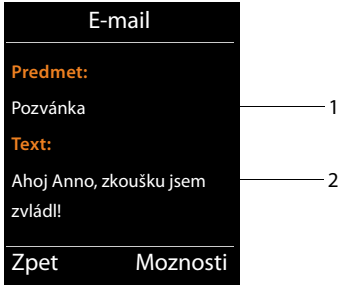 E-mail
Predmet:
Pozvánka
1
Text:
Ahoj Anno, zkoušku jsem
2
zvládl!
Zpet
Moznosti